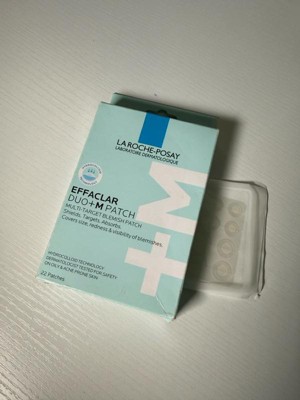 LA ROCHE-POSAY
LABORATOIRE DERMATOLOGIQUE
EFFACLAR
DUO+M PATCH
MULTI-TARGET BLEMISH PATCH
Shields. Targets. Absorbs.
Covers size, redness & visibility of blemishes.
+M
HYDROCOLLOID TECHNOLOGY
DERMATOLOGIST TESTED FOR SAFETY
ON OILY & ACNE PRONE SKIN
22 Patches